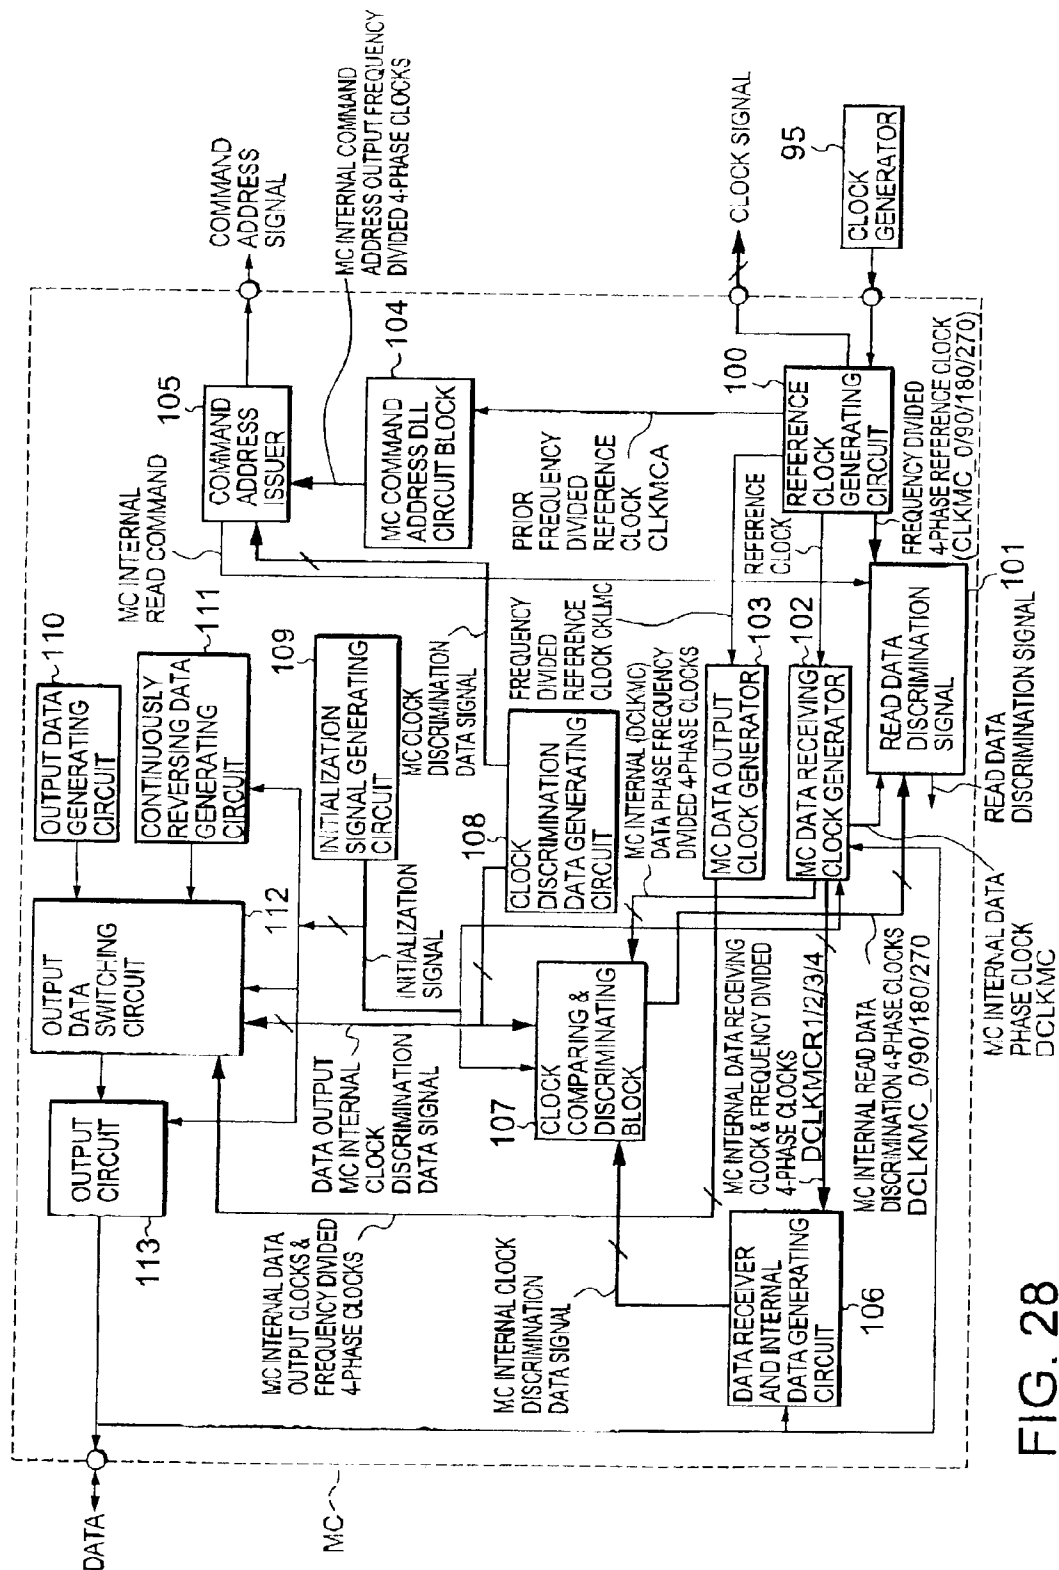 DATA
MC
OUTPUT
CIRCUIT
113
OUTPUT
DATA
SWITCHING
CIRCUIT
112
OUTPUT DATA
GENERATING
CIRCUIT
110
CONTINUOUSLY
REVERSING DATA
GENERATING
CIRCUIT
111
MC INTERNAL
READ COMMAND
COMMAND
ADDRESS
ISSUER
105
COMMAND
ADDRESS
SIGNAL
MC INTERNAL COMMAND
ADDRESS OUTPUT FREQUENCY
DIVIDED 4-PHASE CLOCKS
MC COMMAND
ADDRESS DLL
CIRCUIT BLOCK
104
INITIALIZATION
SIGNAL GENERATING
CIRCUIT
109
INITIALIZATION
SIGNAL
MC INTERNAL DATA
OUTPUT CLOCKS &
FREQUENCY DIVIDED
4-PHASE CLOCKS
DATA OUTPUT
MC INTERNAL
CLOCK
DISCRIMINATION
DATA SIGNAL
MC CLOCK
DISCRIMINATION
DATA SIGNAL
CLOCK
DISCRIMINATION
DATA GENERATING
CIRCUIT
108
CLOCK
COMPARING &
DISCRIMINATING
BLOCK
107
PRIOR
FREQUENCY
DIVIDED
REFERENCE
CLOCK
CLKMCA
FREQUENCY
DIVIDED
REFERENCE
CLOCK CKLMC
MC INTERNAL (DCLKMC)
DATA PHASE FREQUENCY
DIVIDED 4-PHASE CLOCKS
MC DATA OUTPUT
CLOCK GENERATOR
103
REFERENCE
CLOCK
MC DATA RECEIVING
CLOCK GENERATOR
102
REFERENCE
CLOCK
GENERATING
CIRCUIT
100
CLOCK SIGNAL
CLOCK
GENERATOR
95
FREQUENCY DIVIDED
4-PHASE REFERENCE CLOCK
(CLKMC_0/90/180/270)
READ DATA
DISCRIMINATION
SIGNAL
101
READ DATA
DISCRIMINATION SIGNAL
MC INTERNAL DATA
PHASE CLOCK
DCLKMC
MC INTERNAL CLOCK
DISCRIMINATION
DATA SIGNAL
MC INTERNAL DATA RECEIVING
CLOCK & FREQUENCY DIVIDED
4-PHASE CLOCKS
DCLKMCR1/2/3/4
MC INTERNAL READ DATA
DISCRIMINATION 4-PHASE CLOCKS
DCLKMC_0/90/180/270
DATA RECEIVER
AND INTERNAL
DATA GENERATING
CIRCUIT
106
FIG. 28